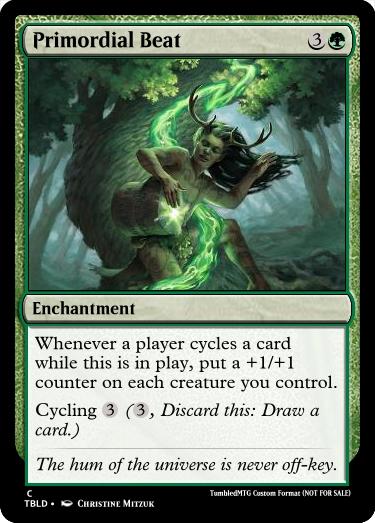 Primordial Beat 3
Enchantment
Whenever a player cycles a card
while this is in play, put a +1/+1
counter on each creature you control.
Cycling 3 (3, Discard this: Draw a
card.)
The hum of the universe is never off-key.
C
TBLD • Christine Mitzuk
TumbledMTG Custom Format (NOT FOR SALE)